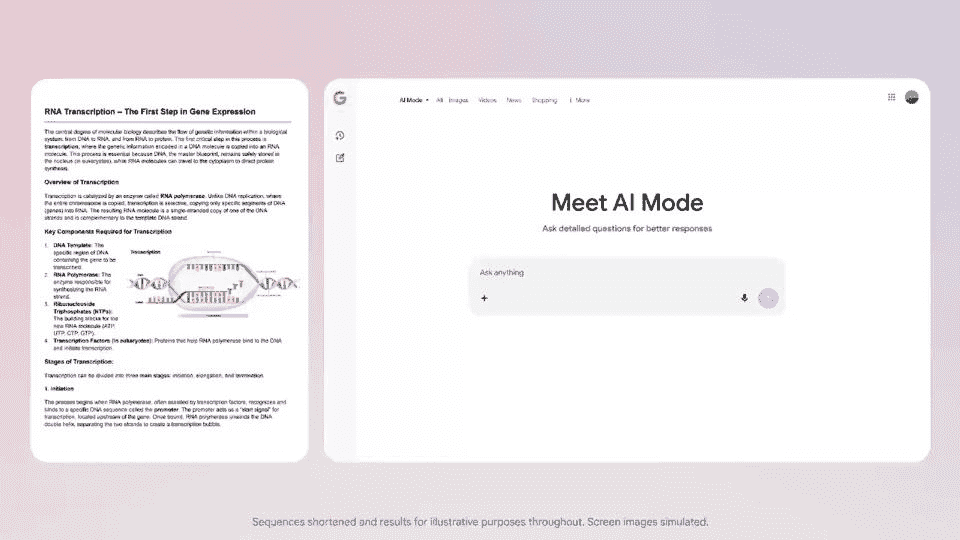 RNA Transcription – The First Step in Gene Expression
The central dogma of molecular biology describes the flow of genetic information within a biological
system: from DNA to RNA, and from RNA to protein. The first critical step in this process is
transcription, where the genetic information encoded in a DNA molecule is copied into an RNA
molecule. This process is essential because DNA, the master blueprint, remains safely stored in
the nucleus (in eukaryotes), while RNA molecules can travel to the cytoplasm to direct protein
synthesis.
Overview of Transcription
Transcription is catalyzed by an enzyme called RNA polymerase. Unlike DNA replication, where
the entire chromosome is copied, transcription is selective, copying only specific segments of DNA
(genes) into RNA. The resulting RNA molecule is a single-stranded copy of one of the DNA
strands and is complementary to the template DNA strand.
Key Components Required for Transcription
1. DNA Template: The
specific region of DNA
containing the gene to be
transcribed.
2. RNA Polymerase: The
enzyme responsible for
synthesizing the RNA
strand.
3. Ribonucleoside
Triphosphates (NTPs):
The building blocks for the
new RNA molecule (ATP,
UTP, CTP, GTP).
4. Transcription Factors (in eukaryotes): Proteins that help RNA polymerase bind to the DNA
and initiate transcription.
Transcription
Stages of Transcription:
Transcription can be divided into three main stages: initiation, elongation, and termination.
1. Initiation
The process begins when RNA polymerase, often assisted by transcription factors, recognizes and
binds to a specific DNA sequence called the promoter. The promoter acts as a "start signal" for
transcription, located upstream of the gene. Once bound, RNA polymerase unwinds the DNA
double helix, separating the two strands to create a transcription bubble.
G
AI Mode All Images Videos News Shopping More
Meet AI Mode
Ask detailed questions for better responses
Ask anything
Sequences shortened and results for illustrative purposes throughout. Screen images simulated.